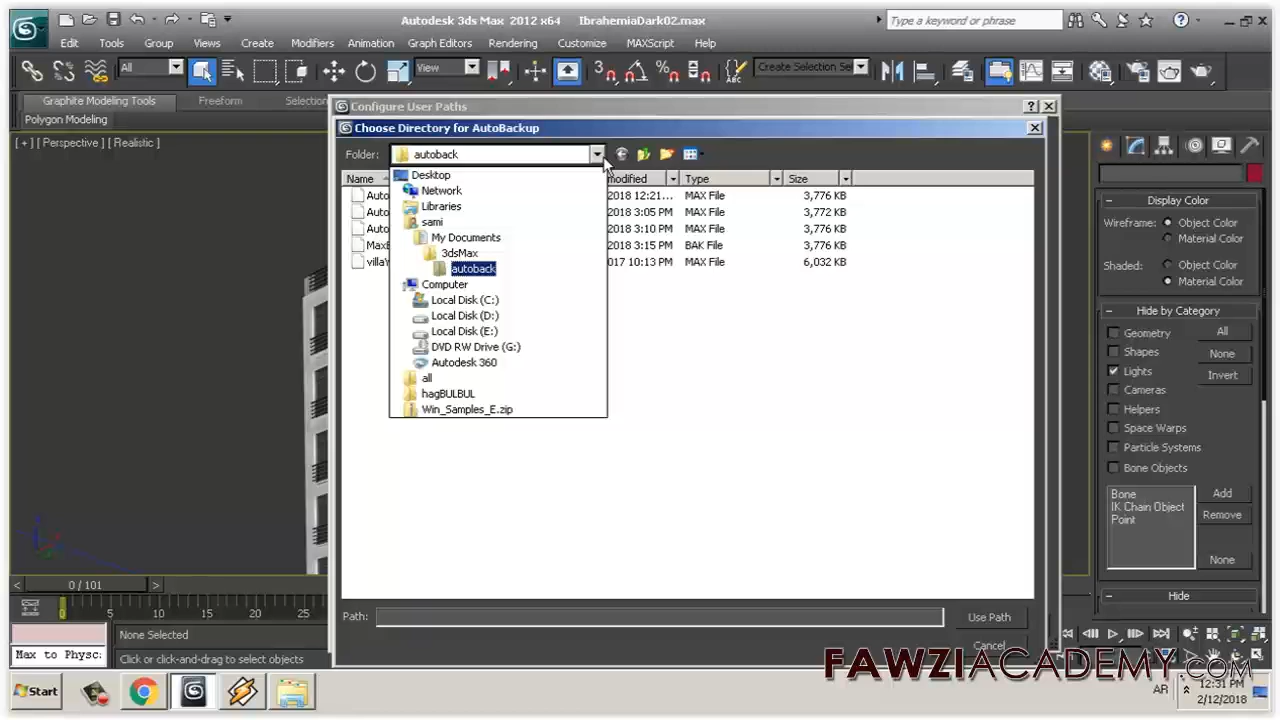 Autodesk 3ds Max 2012 x64 IbrahemiaDark02.max
Type a keyword or phrase
Edit Tools Group Views Create Modifiers Animation Graph Editors Rendering Customize MAXScript Help
All
View
Create Selection Se
Graphite Modeling Tools Freeform Selection
Polygon Modeling
[ + ] [ Perspective ] [ Realistic ]
Configure User Paths
Choose Directory for AutoBackup
Folder: autoback
Name modified Type Size
Auto 2018 12:21... MAX File 3,776 KB
Auto 2018 3:05 PM MAX File 3,772 KB
Auto 2018 3:10 PM MAX File 3,776 KB
MaxB 2018 3:15 PM BAK File 3,776 KB
villaY 017 10:13 PM MAX File 6,032 KB
Desktop
Network
Libraries
sami
My Documents
3dsMax
autoback
Computer
Local Disk (C:)
Local Disk (D:)
Local Disk (E:)
DVD RW Drive (G:)
Autodesk 360
all
hagBULBUL
Win_Samples_E.zip
Path:
Use Path
Cancel
Display Color
Wireframe: Object Color
Material Color
Shaded: Object Color
Material Color
Hide by Category
Geometry All
Shapes None
Lights Invert
Cameras
Helpers
Space Warps
Particle Systems
Bone Objects
Bone
IK Chain Object
Point
Add
Remove
None
Hide
0 / 101
0 5 10 15 20 25
None Selected
Max to Physc:
Click or click-and-drag to select objects
FAWZIACADEMY.COM
Start
AR
12:31 PM
2/12/2018